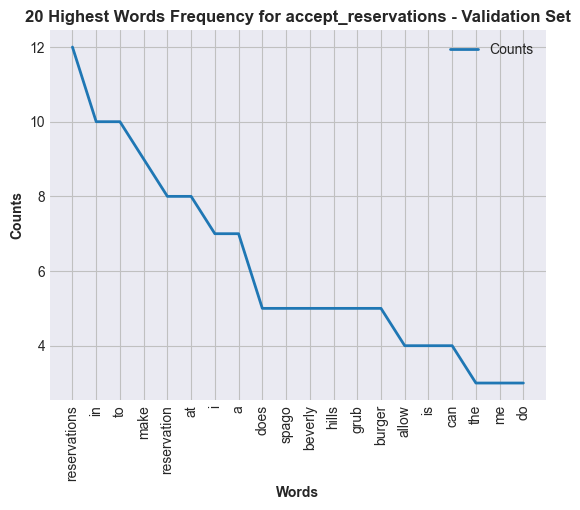 20 Highest Words Frequency for accept_reservations - Validation Set
Counts
12
10
8
6
4
Counts
reservations
in
to
make
reservation
at
i
a
does
spago
beverly
hills
grub
burger
allow
is
can
the
me
do
Words